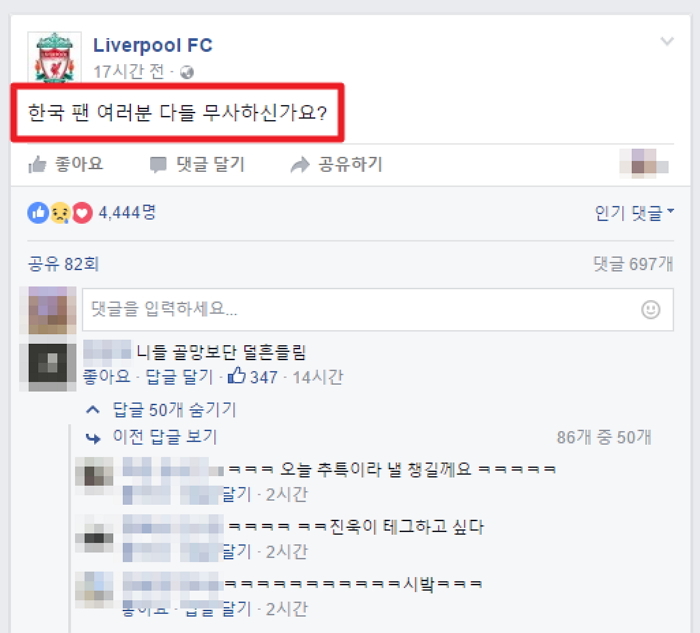 Liverpool FC
17시간 전 ·
한국 팬 여러분 다들 무사하신가요?
좋아요 댓글 달기 공유하기
4,444명 인기 댓글
공유 82회 댓글 697개
댓글을 입력하세요...
니들 골망보단 덜흔들림
좋아요 · 답글 달기 · 347 · 14시간
답글 50개 숨기기
이전 답글 보기 86개 중 50개
ㅋㅋㅋ 오늘 추특이라 낼 챙길께요 ㅋㅋㅋㅋㅋ
달기 · 2시간
ㅋㅋㅋㅋ ㅋㅋ진욱이 테그하고 싶다
달기 · 2시간
ㅋㅋㅋㅋㅋㅋㅋㅋㅋㅋㅋ시밬ㅋㅋㅋ
좋아요 · 답글 달기 · 2시간